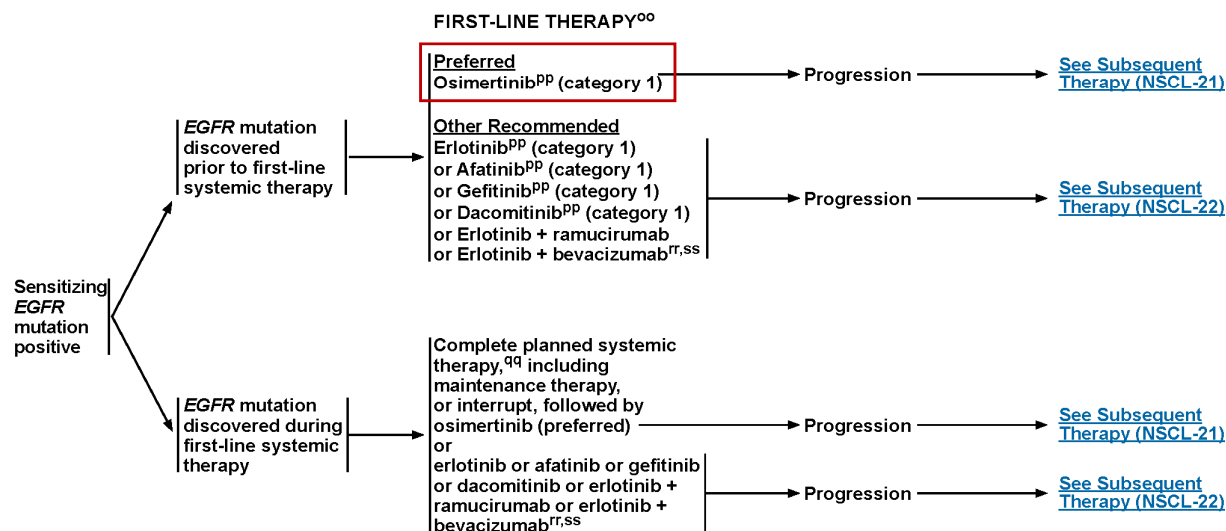 FIRST-LINE THERAPYoo
Preferred
Osimertinibpp (category 1)
Progression
See Subsequent
Therapy (NSCL-21)
EGFR mutation
discovered
prior to first-line
systemic therapy
Other Recommended
Erlotinibpp (category 1)
or Afatinibpp (category 1)
or Gefitinibpp (category 1)
or Dacomitinibpp (category 1)
or Erlotinib + ramucirumab
or Erlotinib + bevacizumabrr,ss
Progression
See Subsequent
Therapy (NSCL-22)
Sensitizing
EGFR
mutation
positive
EGFR mutation
discovered during
first-line systemic
therapy
Complete planned systemic
therapy,qq including
maintenance therapy,
or interrupt, followed by
osimertinib (preferred)
or
erlotinib or afatinib or gefitinib
or dacomitinib or erlotinib +
ramucirumab or erlotinib +
bevacizumabrr,ss
Progression
See Subsequent
Therapy (NSCL-21)
Progression
See Subsequent
Therapy (NSCL-22)